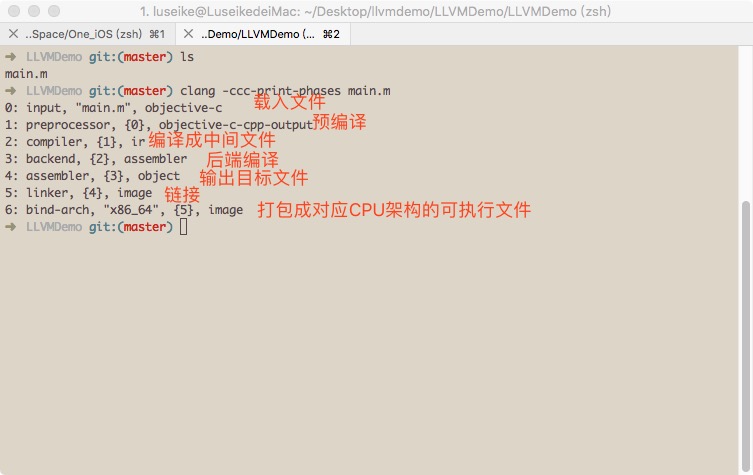 1. luseike@LuseikedeiMac: ~/Desktop/llvmdemo/LLVMDemo/LLVMDemo (zsh)
..Space/One_iOS (zsh) ⌘1 ..Demo/LLVMDemo (... ⌘2
➜ LLVMDemo git:(master) ls
main.m
➜ LLVMDemo git:(master) clang -ccc-print-phases main.m
0: input, "main.m", objective-c 载入文件
1: preprocessor, {0}, objective-c-cpp-output 预编译
2: compiler, {1}, ir 编译成中间文件
3: backend, {2}, assembler 后端编译
4: assembler, {3}, object 输出目标文件
5: linker, {4}, image 链接
6: bind-arch, "x86_64", {5}, image 打包成对应CPU架构的可执行文件
➜ LLVMDemo git:(master)